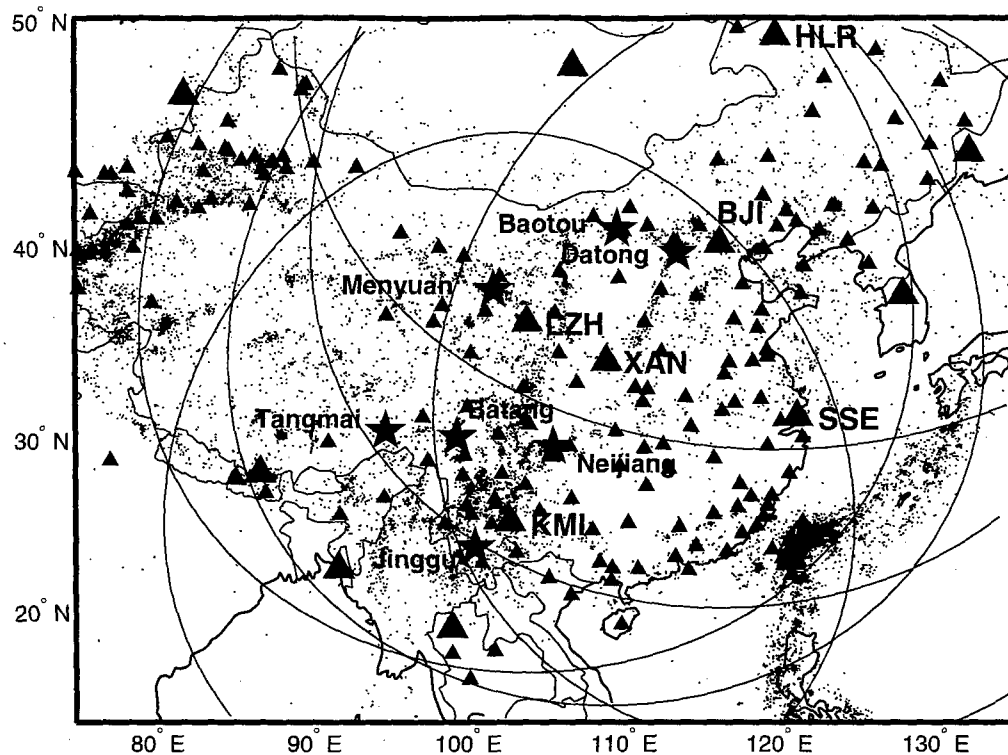 50° N
HLR
BJI
Baotou
40° N
Datong
Menyuan
LZH
XAN
Batang
Tangmai
SSE
30° N
Neijiang
KMI
Jinggu
20° N
80° E 90° E 100° E 110° E 120° E 130° E